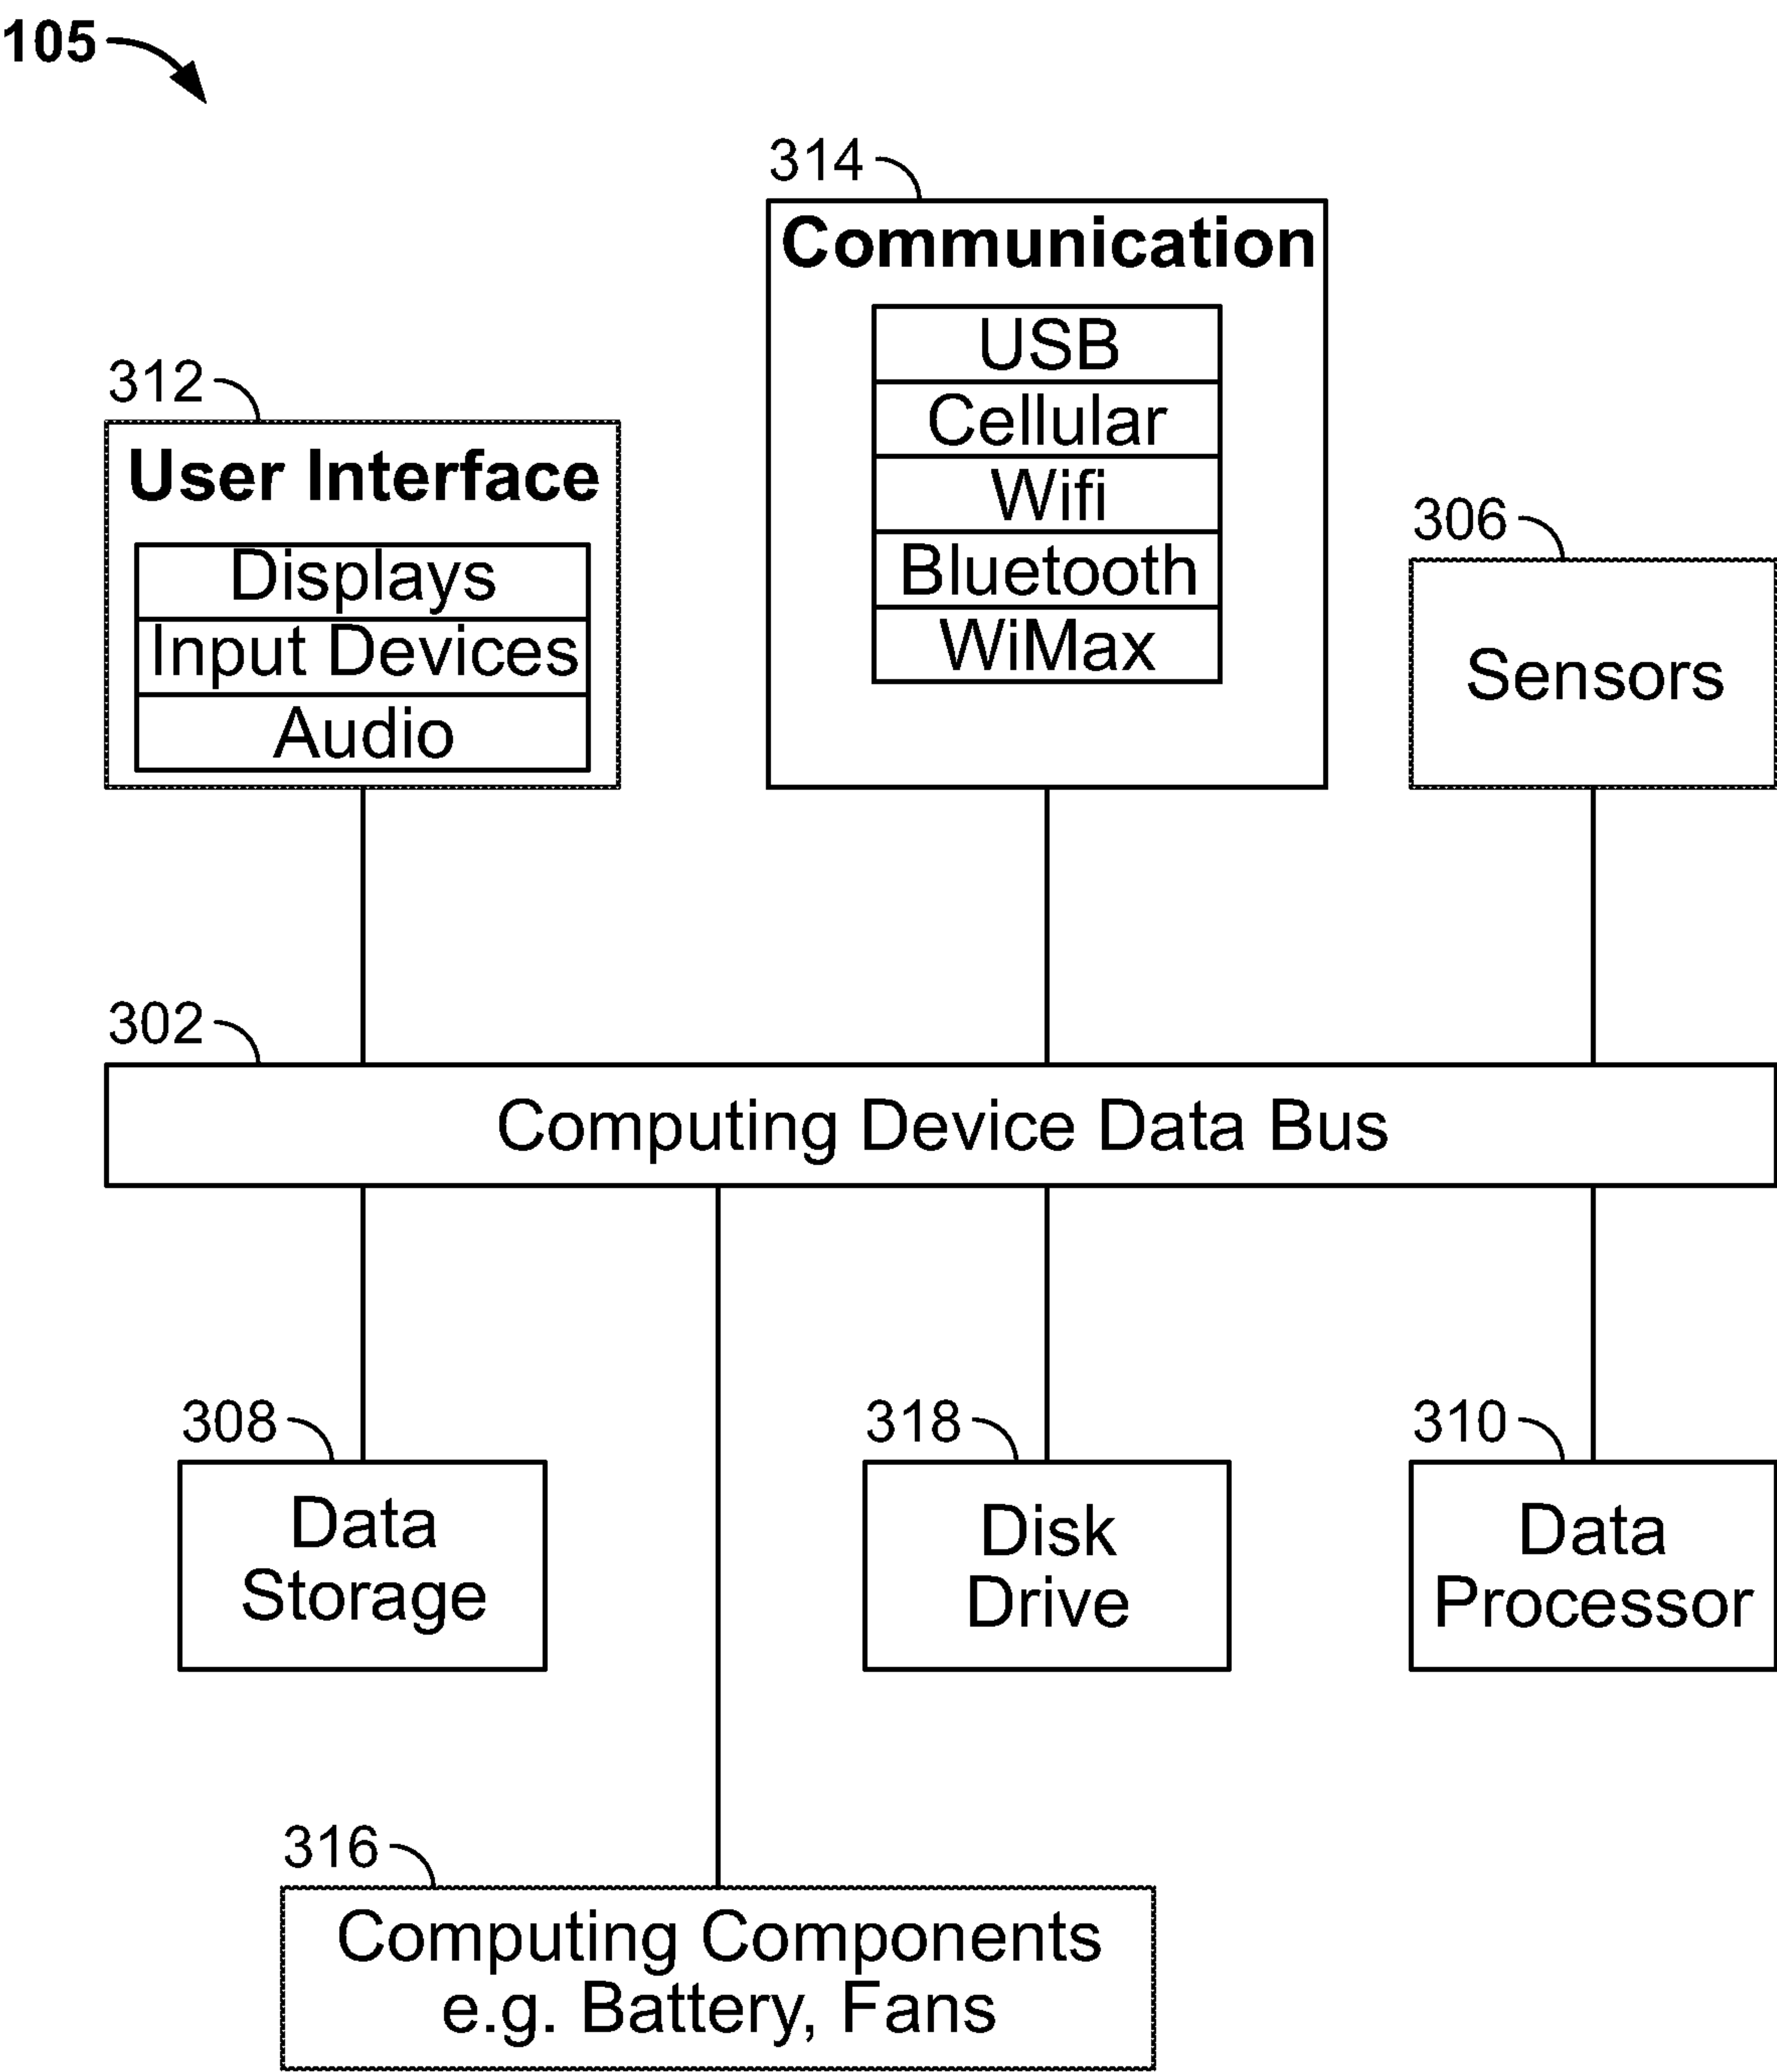 105
314
Communication
USB
Cellular
Wifi
Bluetooth
WiMax
312
User Interface
Displays
Input Devices
Audio
306
Sensors
302
Computing Device Data Bus
308
Data
Storage
318
Disk
Drive
310
Data
Processor
316
Computing Components
e.g. Battery, Fans